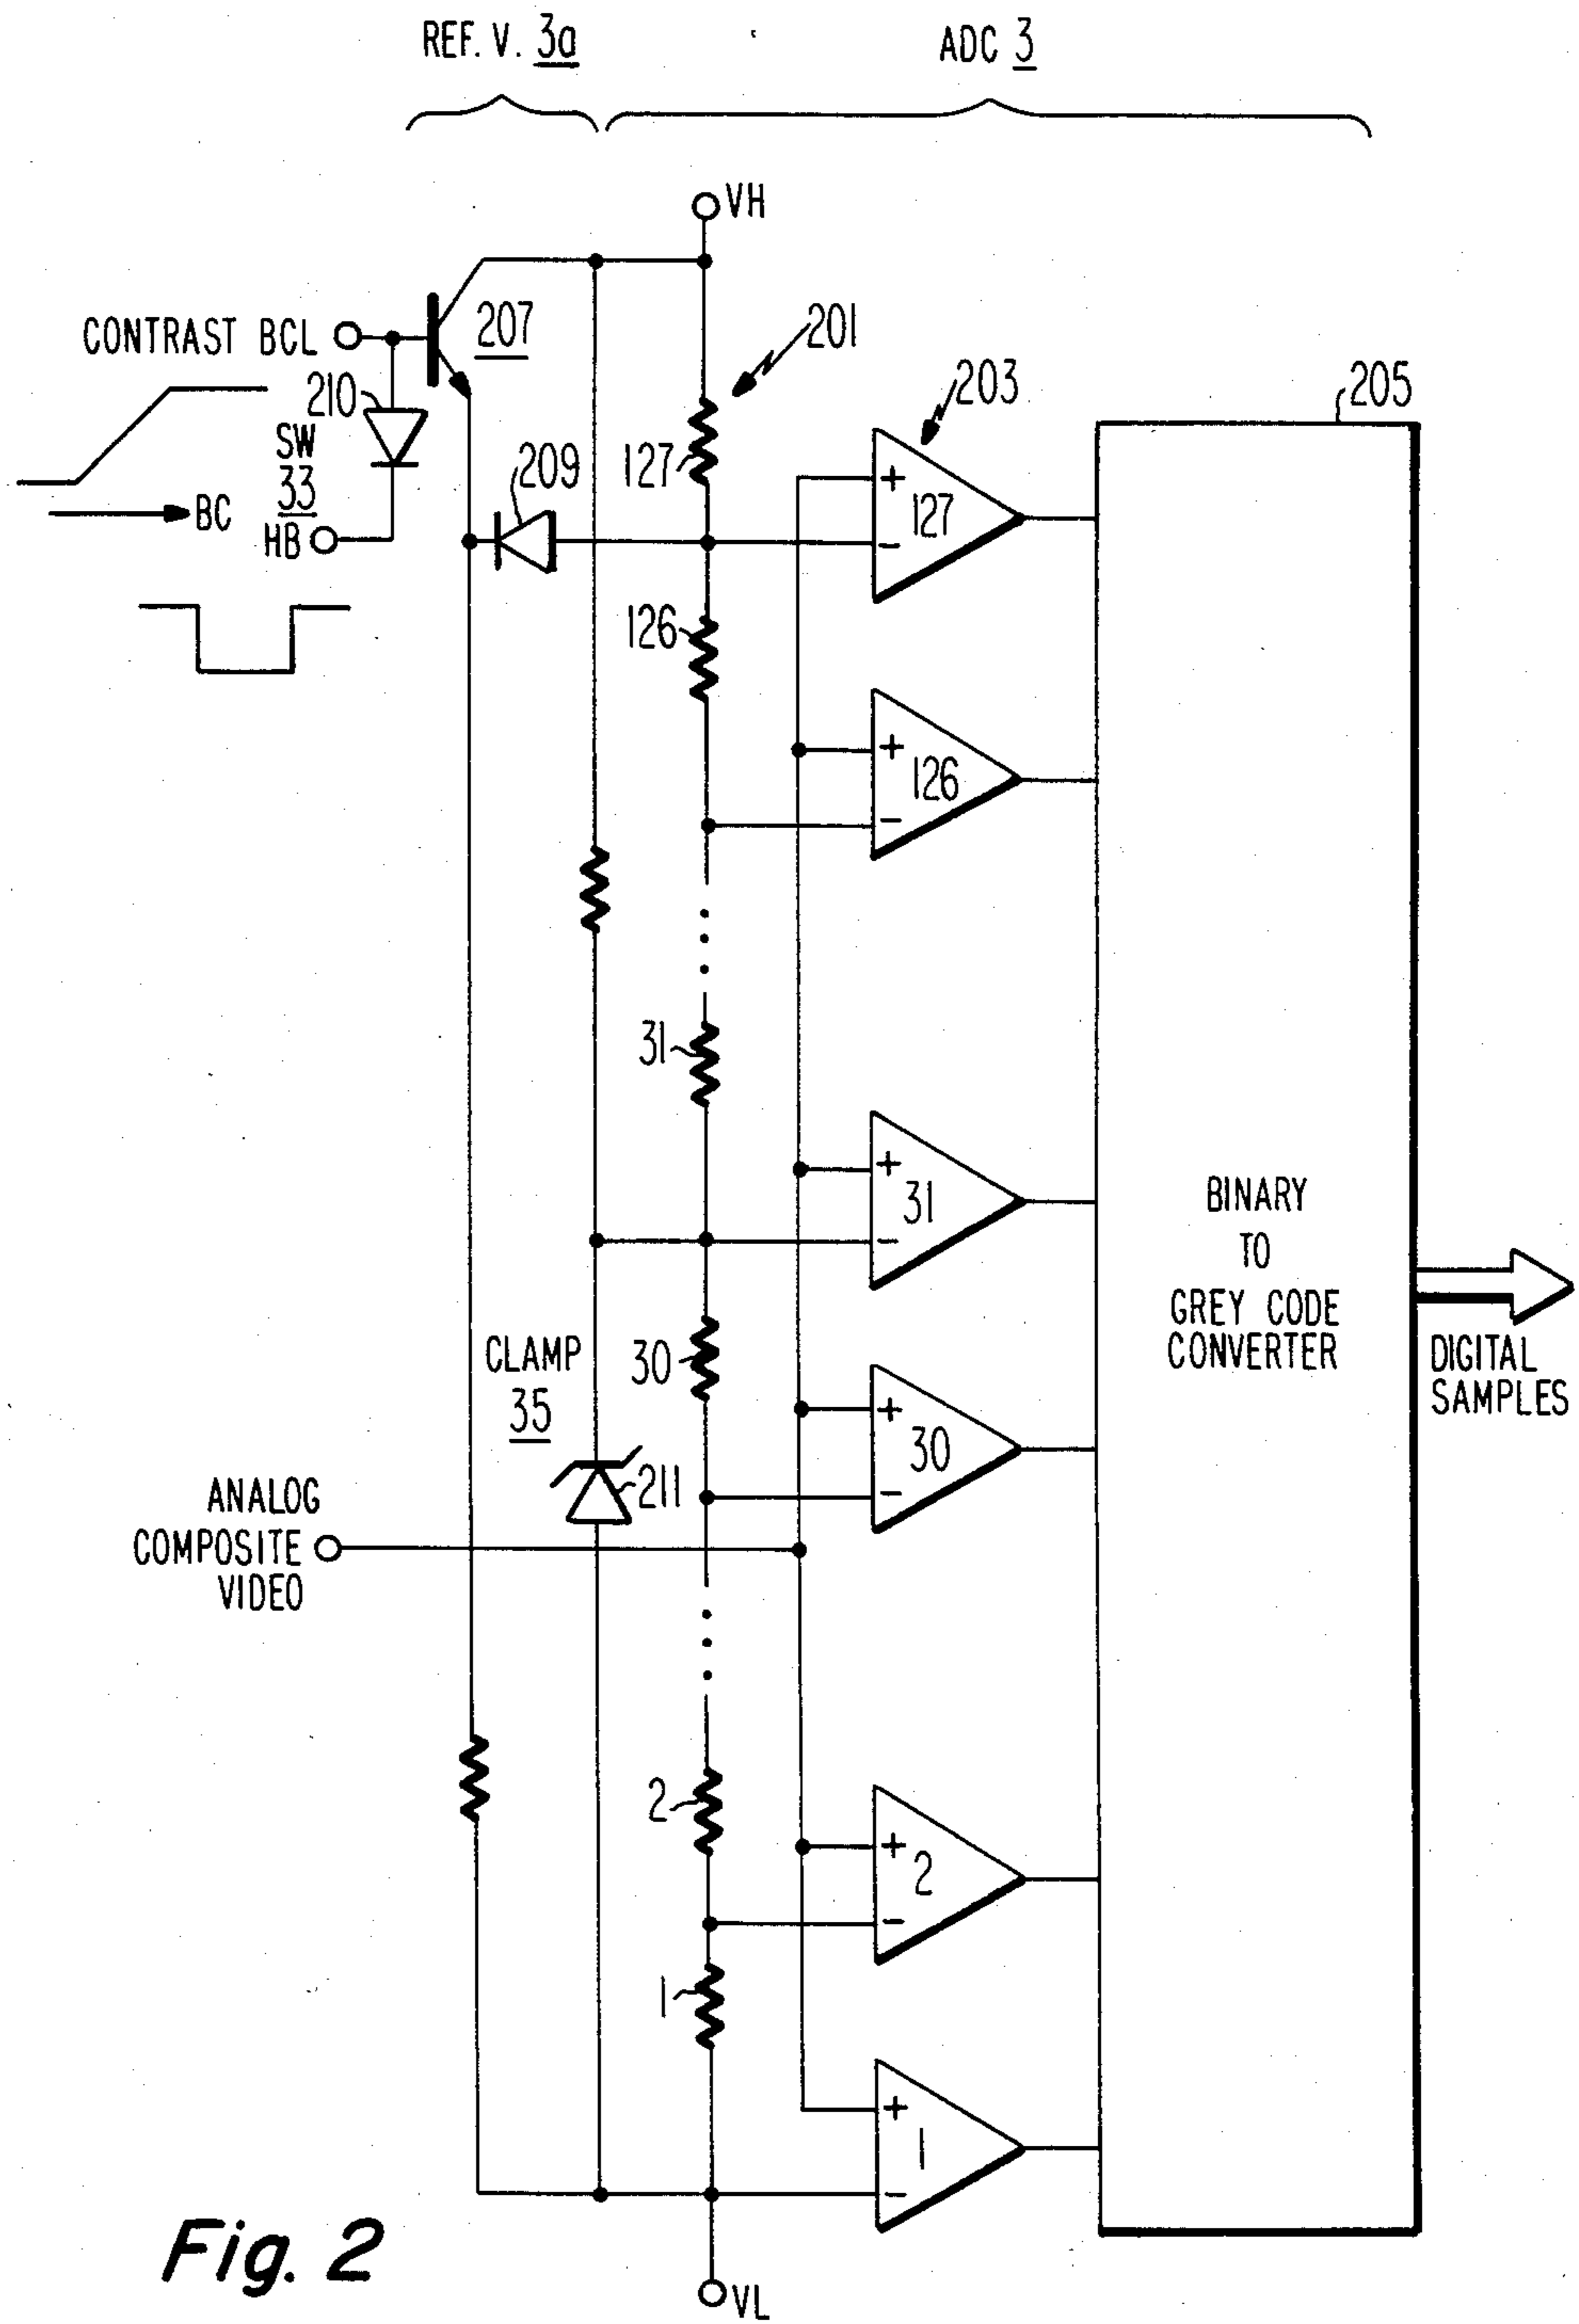 REF. V. 3a
ADC 3
VH
CONTRAST BCL
207
201
210
SW
33
BC
HB
209
127
203
+
127
-
205
126
+
126
-
31
+
31
-
BINARY
TO
GREY CODE
CONVERTER
DIGITAL
SAMPLES
CLAMP
35
30
+
30
-
211
ANALOG
COMPOSITE
VIDEO
2
+
2
-
1
+
1
-
VL
Fig. 2